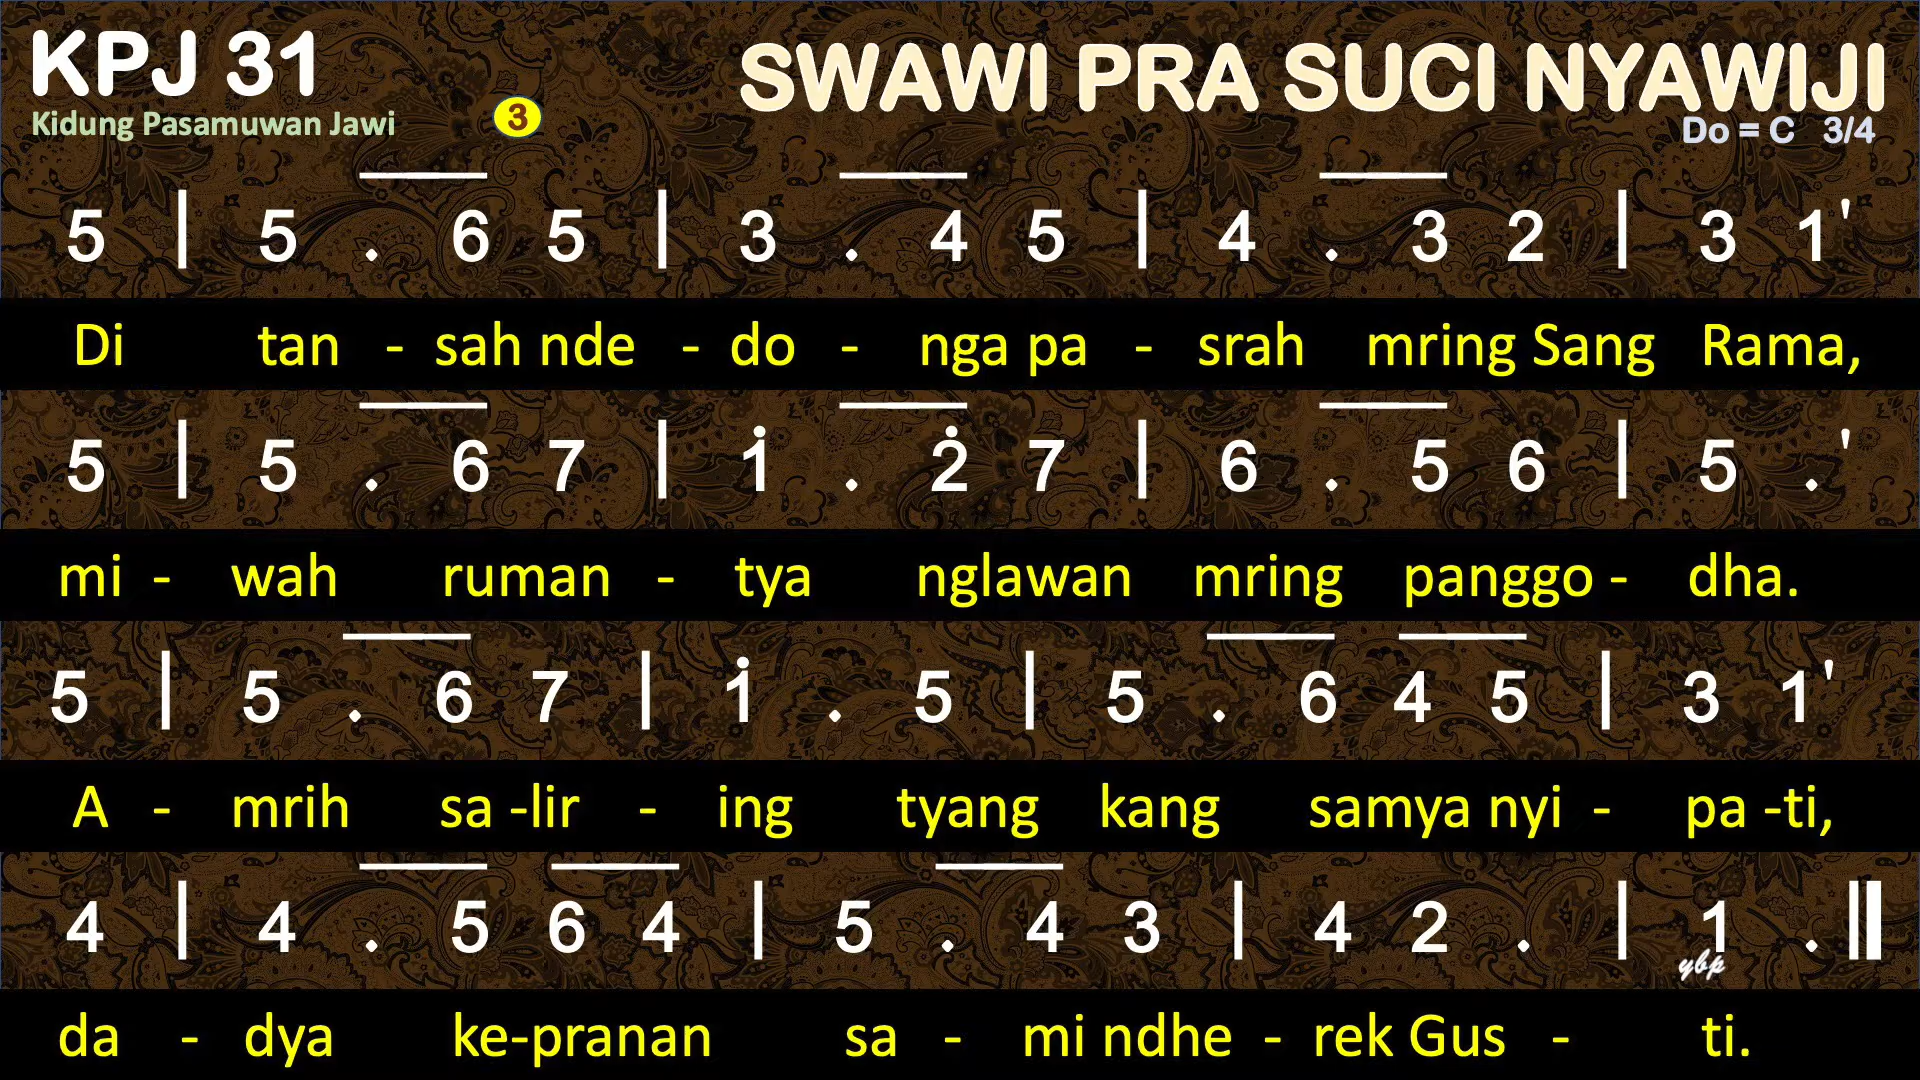 KPJ 31
SWAWI PRA SUCI NYAWIJI
Kidung Pasamuwan Jawi
3
Do = C 3/4
5 | 5 . 6 5 | 3 . 4 5 | 4 . 3 2 | 3 1'
Di tan - sah nde - do - nga pa - srah mring Sang Rama,
5 | 5 . 6 7 | 1̇ . 2̇ 7 | 6 . 5 6 | 5 .'
mi - wah ruman - tya nglawan mring panggo - dha.
5 | 5 . 6 7 | 1̇ . 5 | 5 . 6 4 5 | 3 1'
A - mrih sa -lir - ing tyang kang samya nyi - pa -ti,
4 | 4 . 5 6 4 | 5 . 4 3 | 4 2 . | 1 . ||
ybp
da - dya ke-pranan sa - mi ndhe - rek Gus - ti.